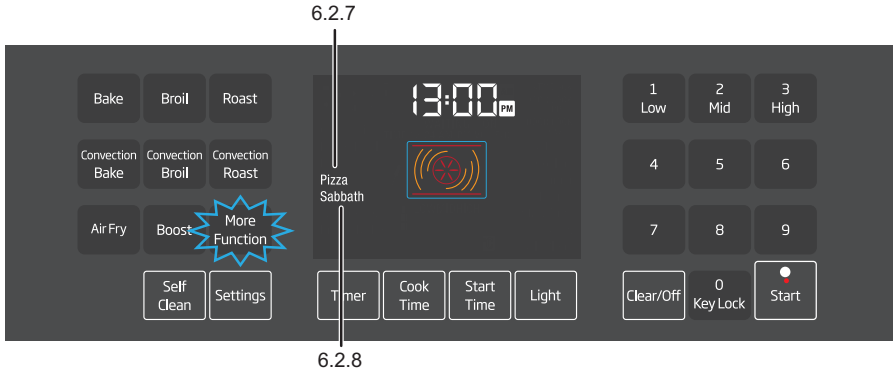 6.2.7
Bake
Broil
Roast
13:00 PM
1
Low
2
Mid
3
High
Convection
Bake
Convection
Broil
Convection
Roast
Pizza
Sabbath
4
5
6
Air Fry
Boost
More
Function
7
8
9
Self
Clean
Settings
Timer
Cook
Time
Start
Time
Light
Clear/Off
0
Key Lock
Start
6.2.8